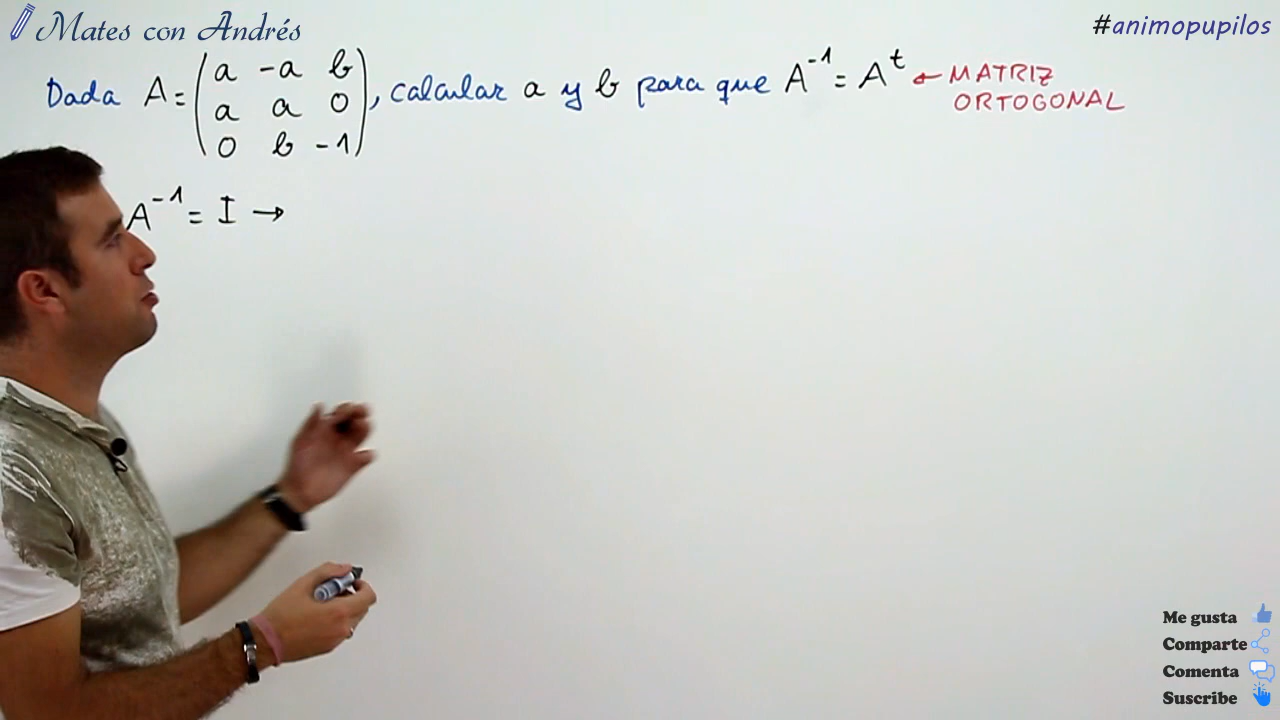 Mates con Andrés
#animopupilos
Dada A = (a -a b
a a 0
0 b -1), calcular a y b para que A⁻¹ = Aᵗ ← MATRIZ
ORTOGONAL
A⁻¹ = I →
Me gusta
Comparte
Comenta
Suscribe